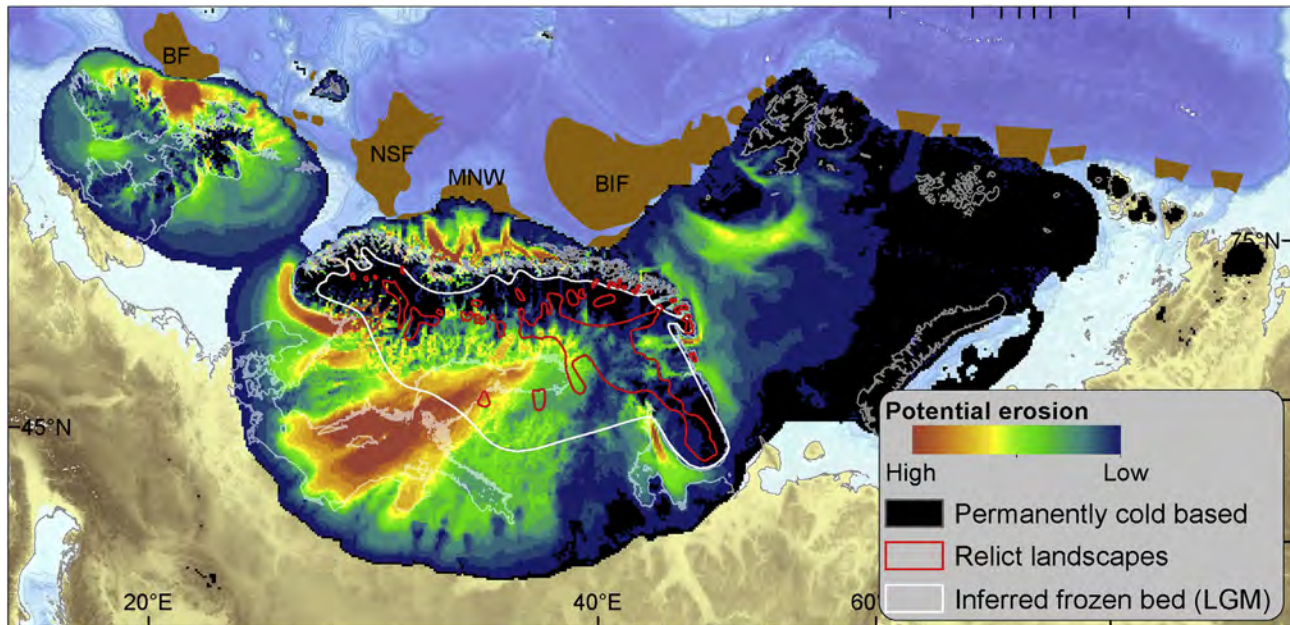 BF
NSF
MNW
BIF
75°N
45°N
20°E
40°E
60°
Potential erosion
High
Low
Permanently cold based
Relict landscapes
Inferred frozen bed (LGM)